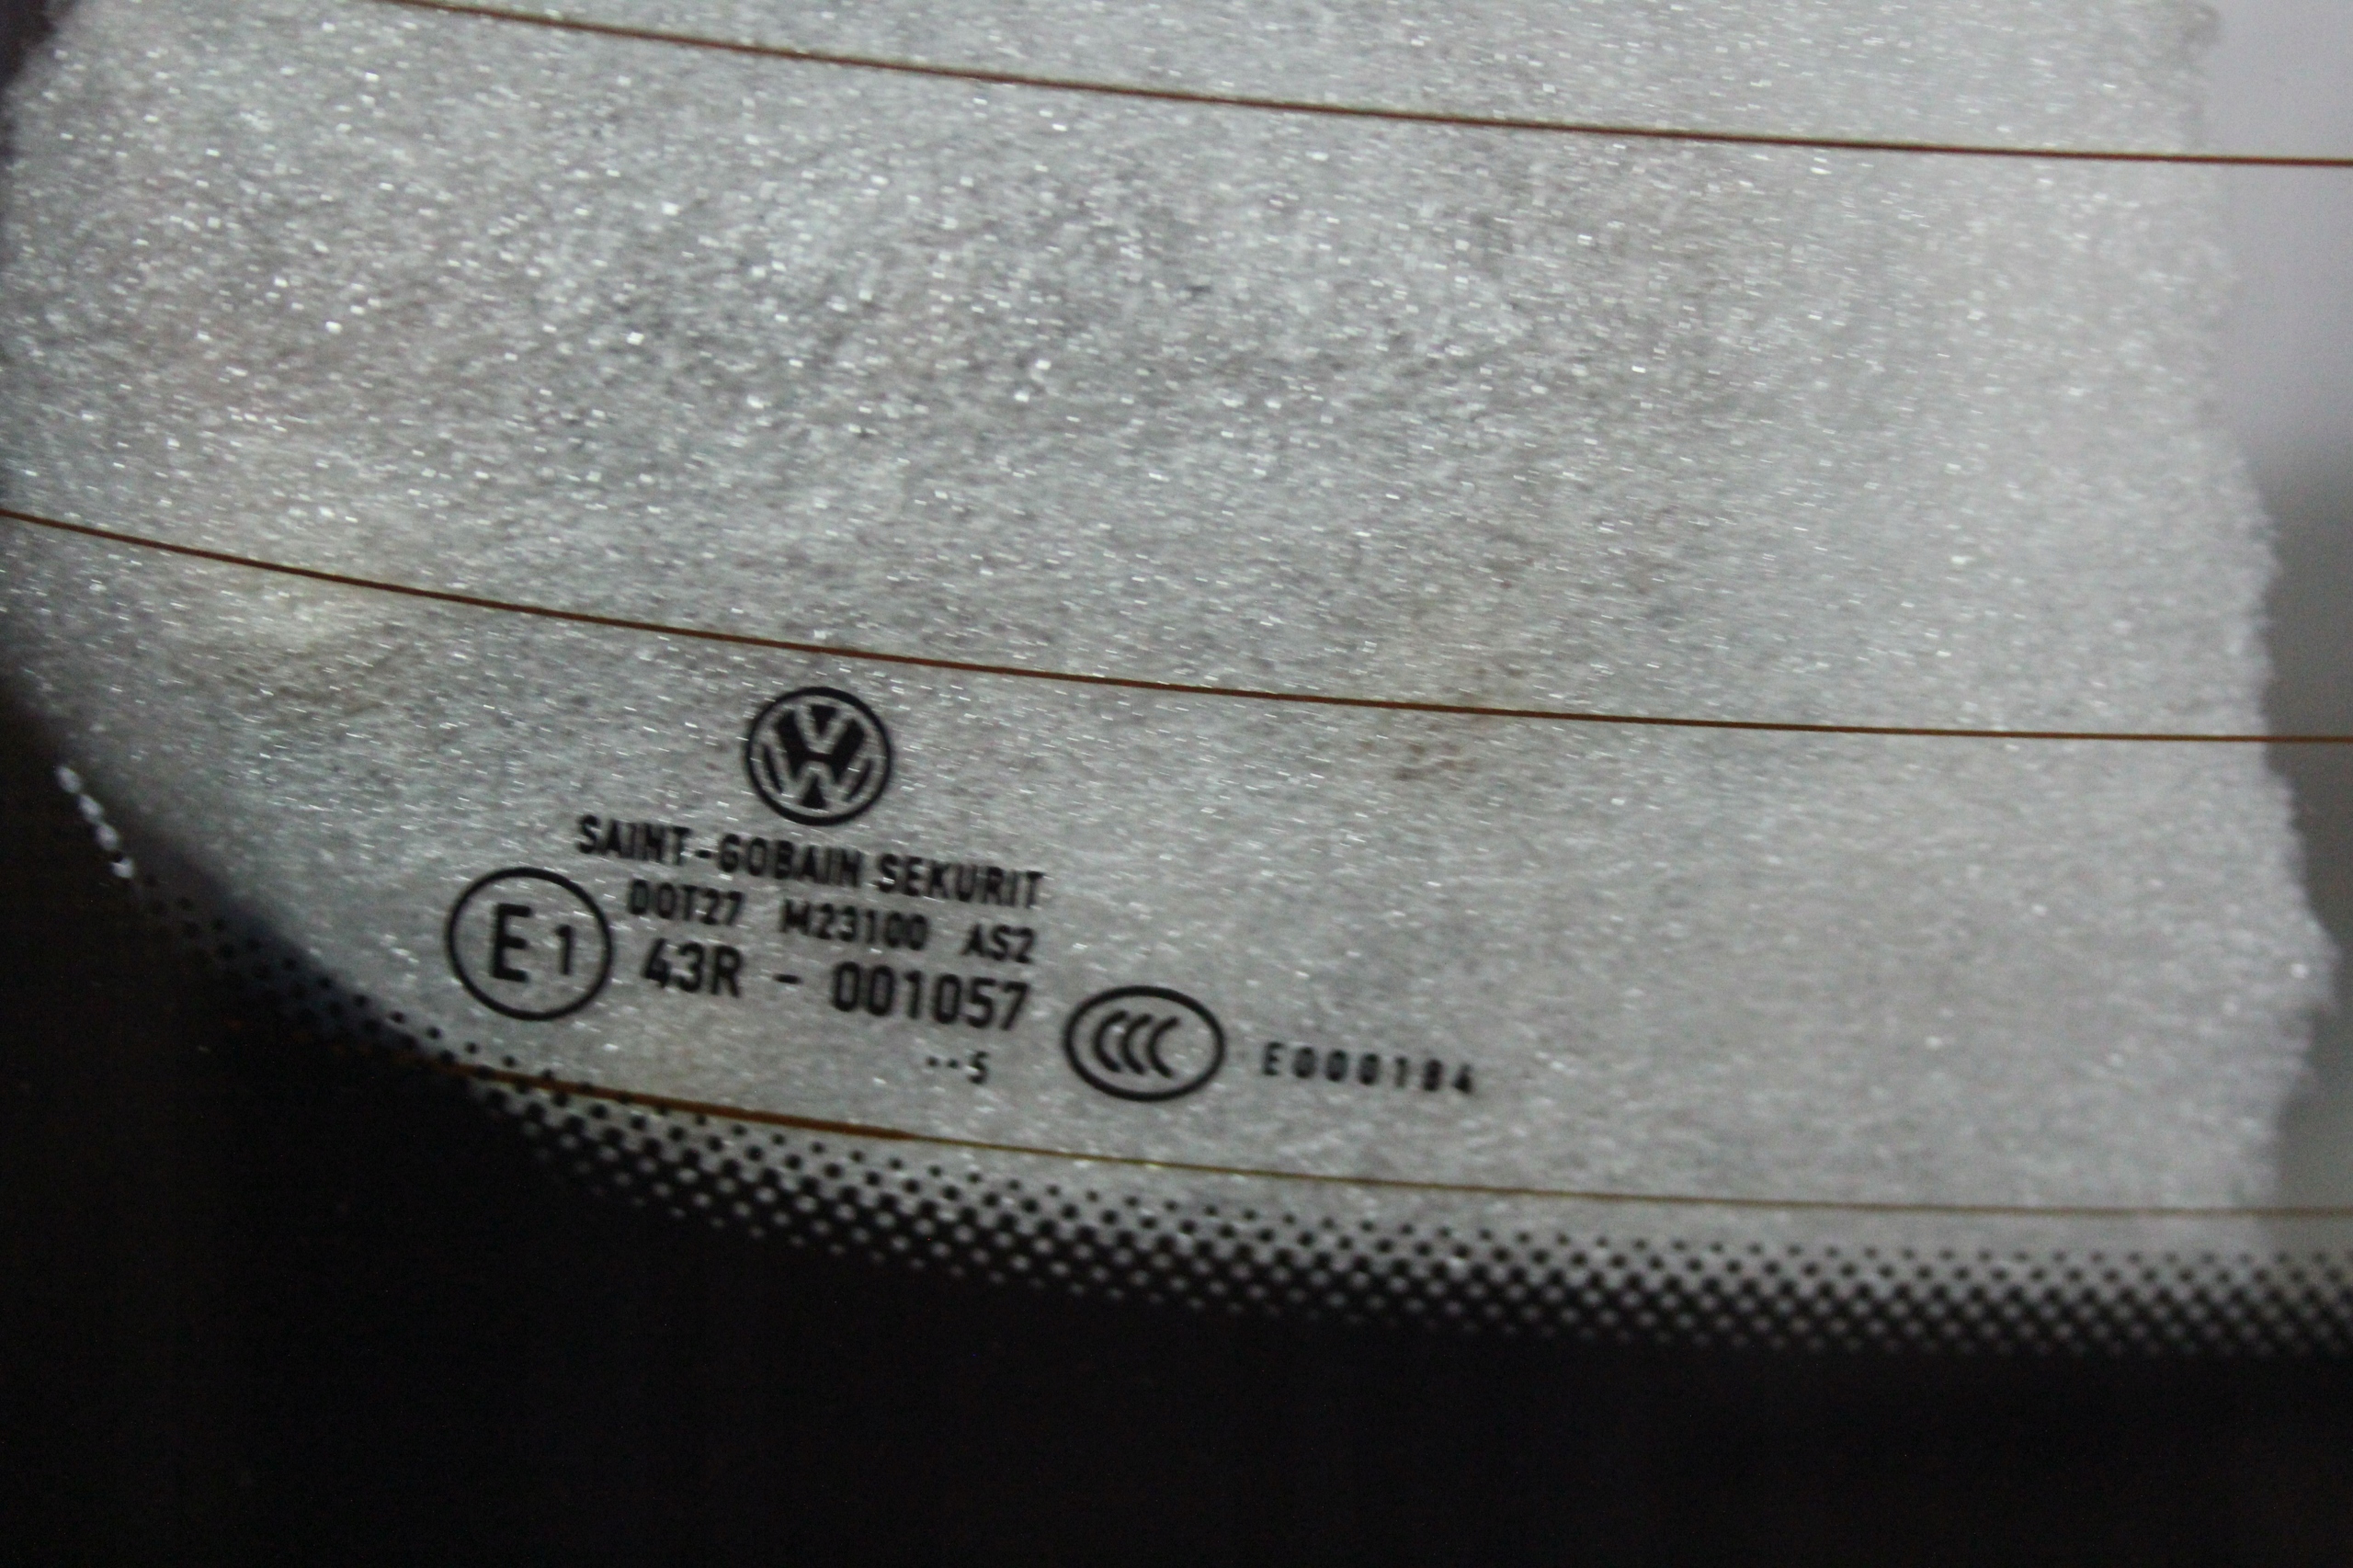 SAINT-GOBAIN SEKURIT
DOT27 M23100 AS2
E1 43R - 001057
··5
CCC E000184